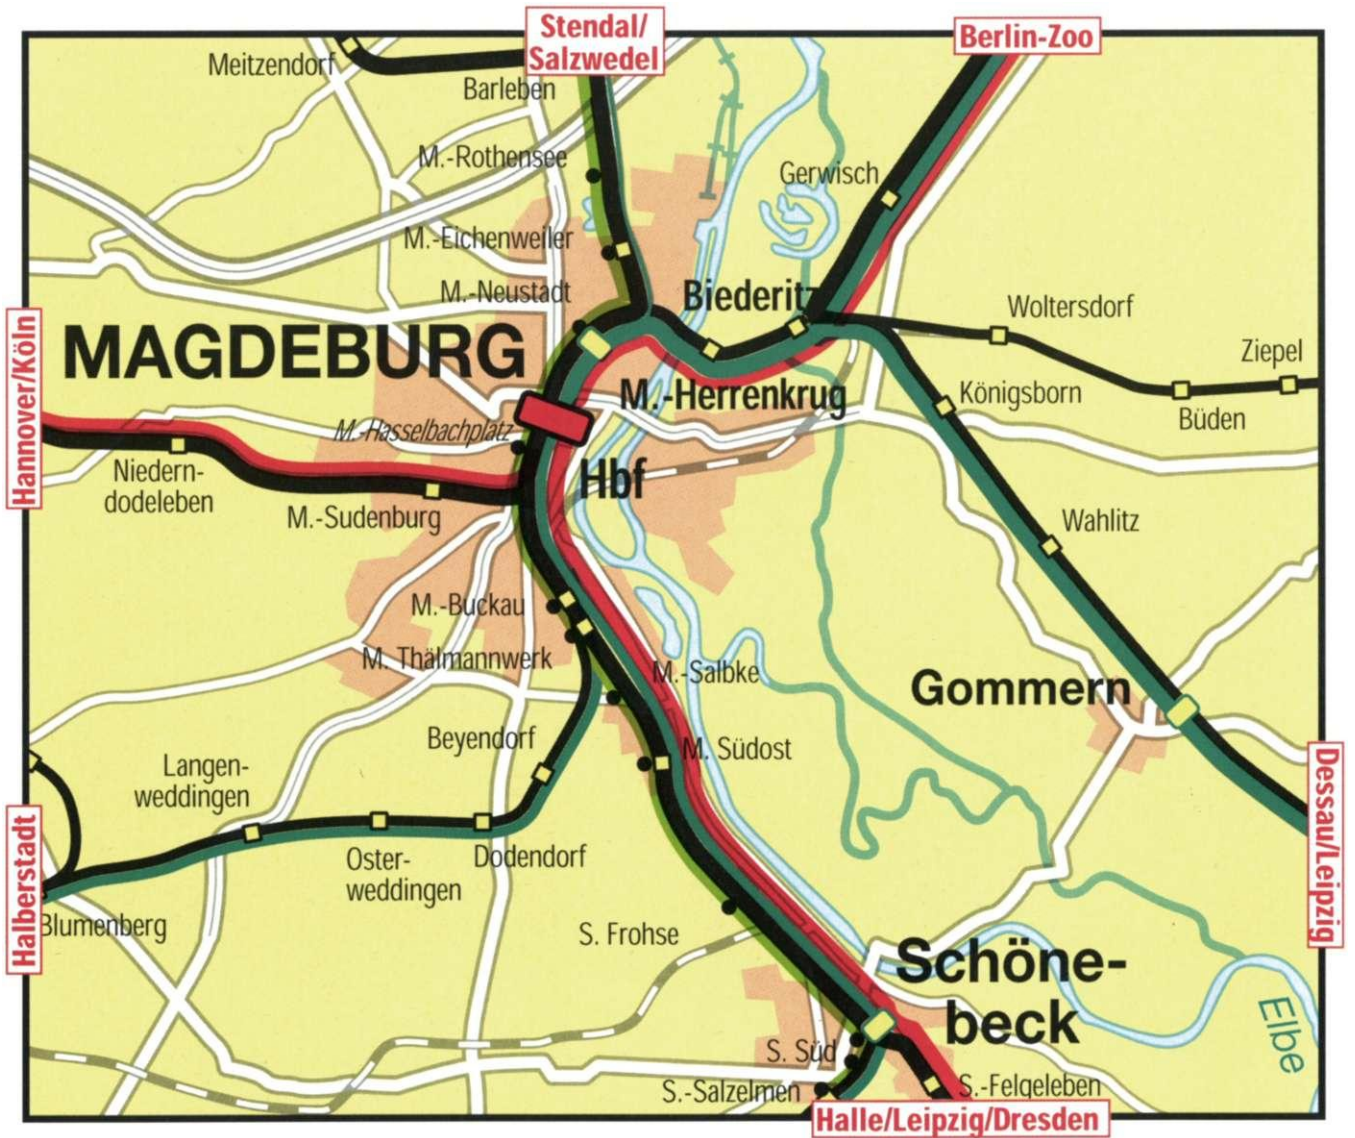 Stendal/
Salzwedel
Berlin-Zoo
Meitzendorf
Barleben
M.-Rothensee
Gerwisch
M.-Eichenweiler
M.-Neustadt
Biederitz
Woltersdorf
Ziepel
MAGDEBURG
Hannover/Köln
M.-Herrenkrug
Königsborn
Büden
M.-Hasselbachplatz
Hbf
Niedern-
dodeleben
M.-Sudenburg
Wahlitz
M.-Buckau
M. Thälmannwerk
M.-Salbke
Gommern
Beyendorf
M. Südost
Langen-
weddingen
Dessau/Leipzig
Halberstadt
Oster-
weddingen
Dodendorf
Blumenberg
S. Frohse
Schöne-
beck
Elbe
S. Süd
S.-Salzelmen
S.-Felgeleben
Halle/Leipzig/Dresden